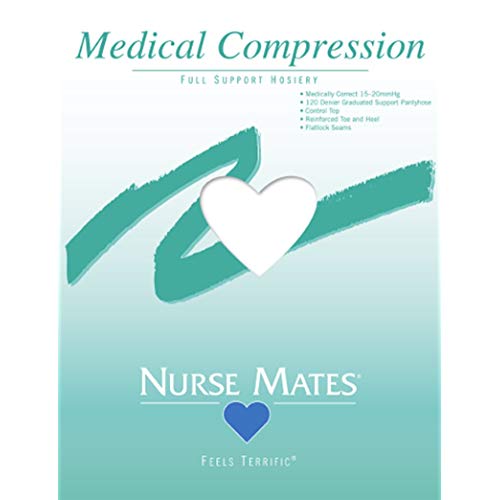 Medical Compression
FULL SUPPORT HOSIERY
• Medically Correct 15-20mmHg
• 120 Denier Graduated Support Pantyhose
• Control Top
• Reinforced Toe and Heel
• Flatlock Seams
NURSE MATES®
FEELS TERRIFIC®